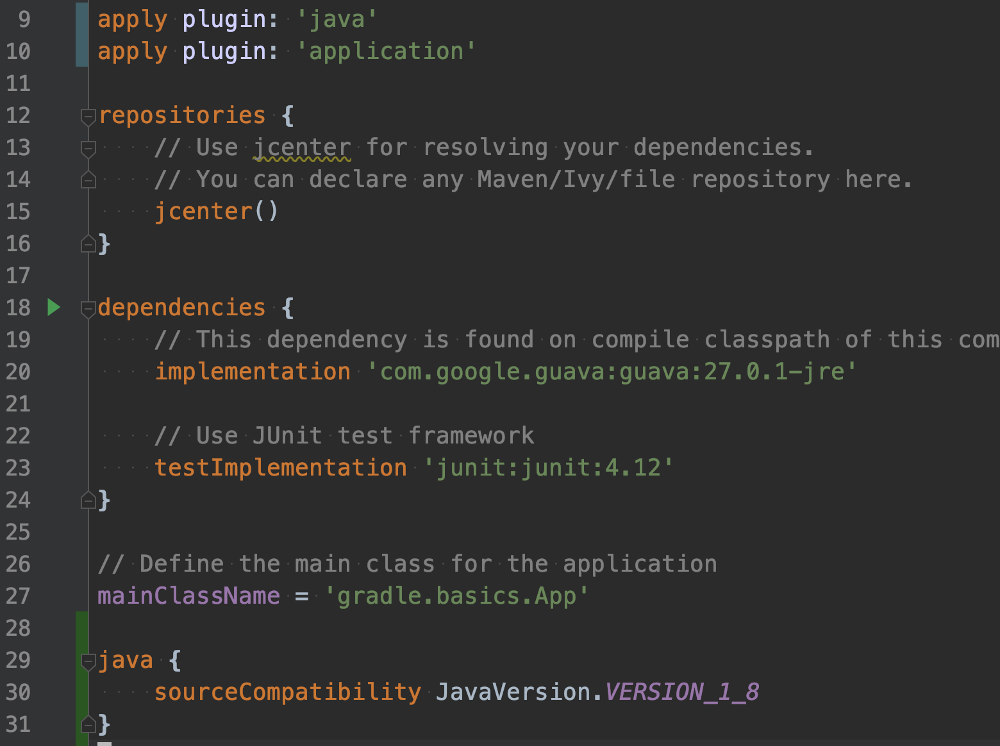 9 apply plugin: 'java'
10 apply plugin: 'application'
11
12 repositories {
13 // Use jcenter for resolving your dependencies.
14 // You can declare any Maven/Ivy/file repository here.
15 jcenter()
16 }
17
18 dependencies {
19 // This dependency is found on compile classpath of this com
20 implementation 'com.google.guava:guava:27.0.1-jre'
21
22 // Use JUnit test framework
23 testImplementation 'junit:junit:4.12'
24 }
25
26 // Define the main class for the application
27 mainClassName = 'gradle.basics.App'
28
29 java {
30 sourceCompatibility JavaVersion.VERSION_1_8
31 }